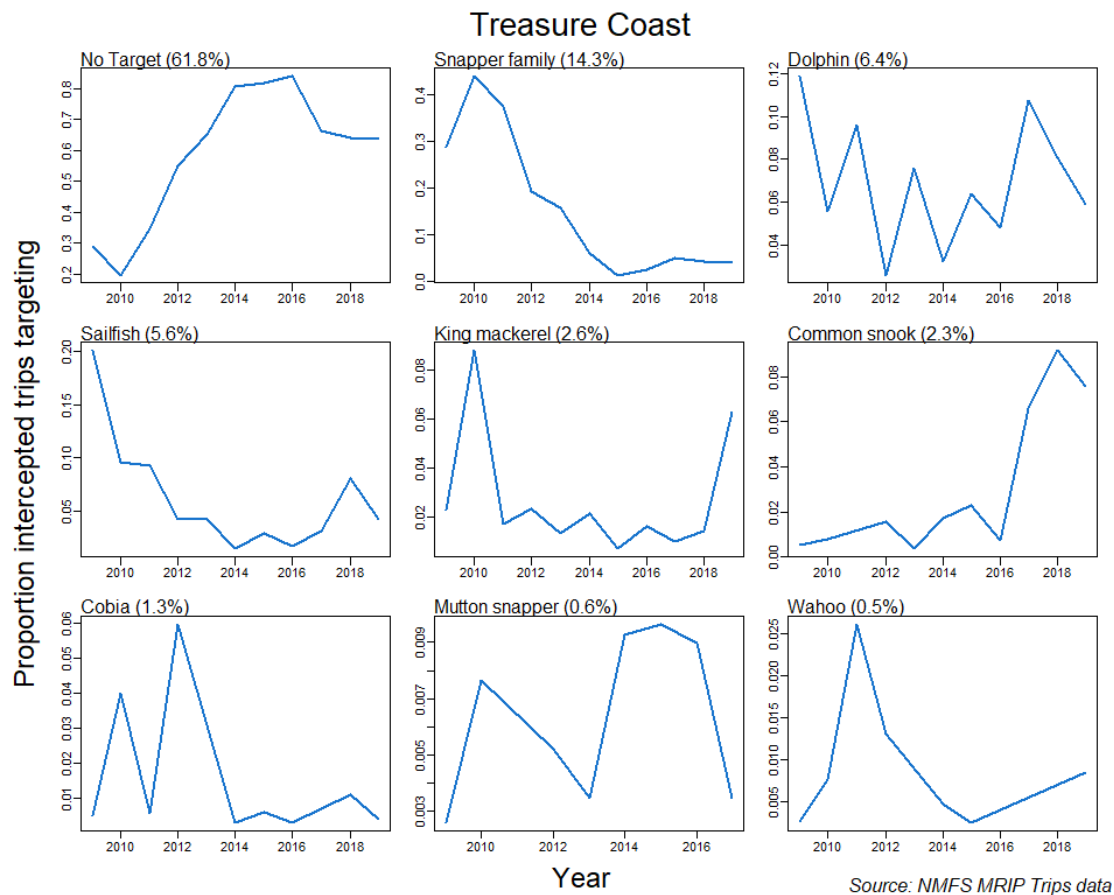 Treasure Coast
Proportion intercepted trips targeting
No Target (61.8%)
0.2 0.3 0.4 0.5 0.6 0.7 0.8
2010 2012 2014 2016 2018
Snapper family (14.3%)
0.0 0.1 0.2 0.3 0.4
2010 2012 2014 2016 2018
Dolphin (6.4%)
0.04 0.06 0.08 0.10 0.12
2010 2012 2014 2016 2018
Sailfish (5.6%)
0.05 0.10 0.15 0.20
2010 2012 2014 2016 2018
King mackerel (2.6%)
0.02 0.04 0.06 0.08
2010 2012 2014 2016 2018
Common snook (2.3%)
0.00 0.02 0.04 0.06 0.08
2010 2012 2014 2016 2018
Cobia (1.3%)
0.01 0.02 0.03 0.04 0.05 0.06
2010 2012 2014 2016 2018
Mutton snapper (0.6%)
0.003 0.005 0.007 0.009
2010 2012 2014 2016
Wahoo (0.5%)
0.005 0.010 0.015 0.020 0.025
2010 2012 2014 2016 2018
Year
Source: NMFS MRIP Trips data